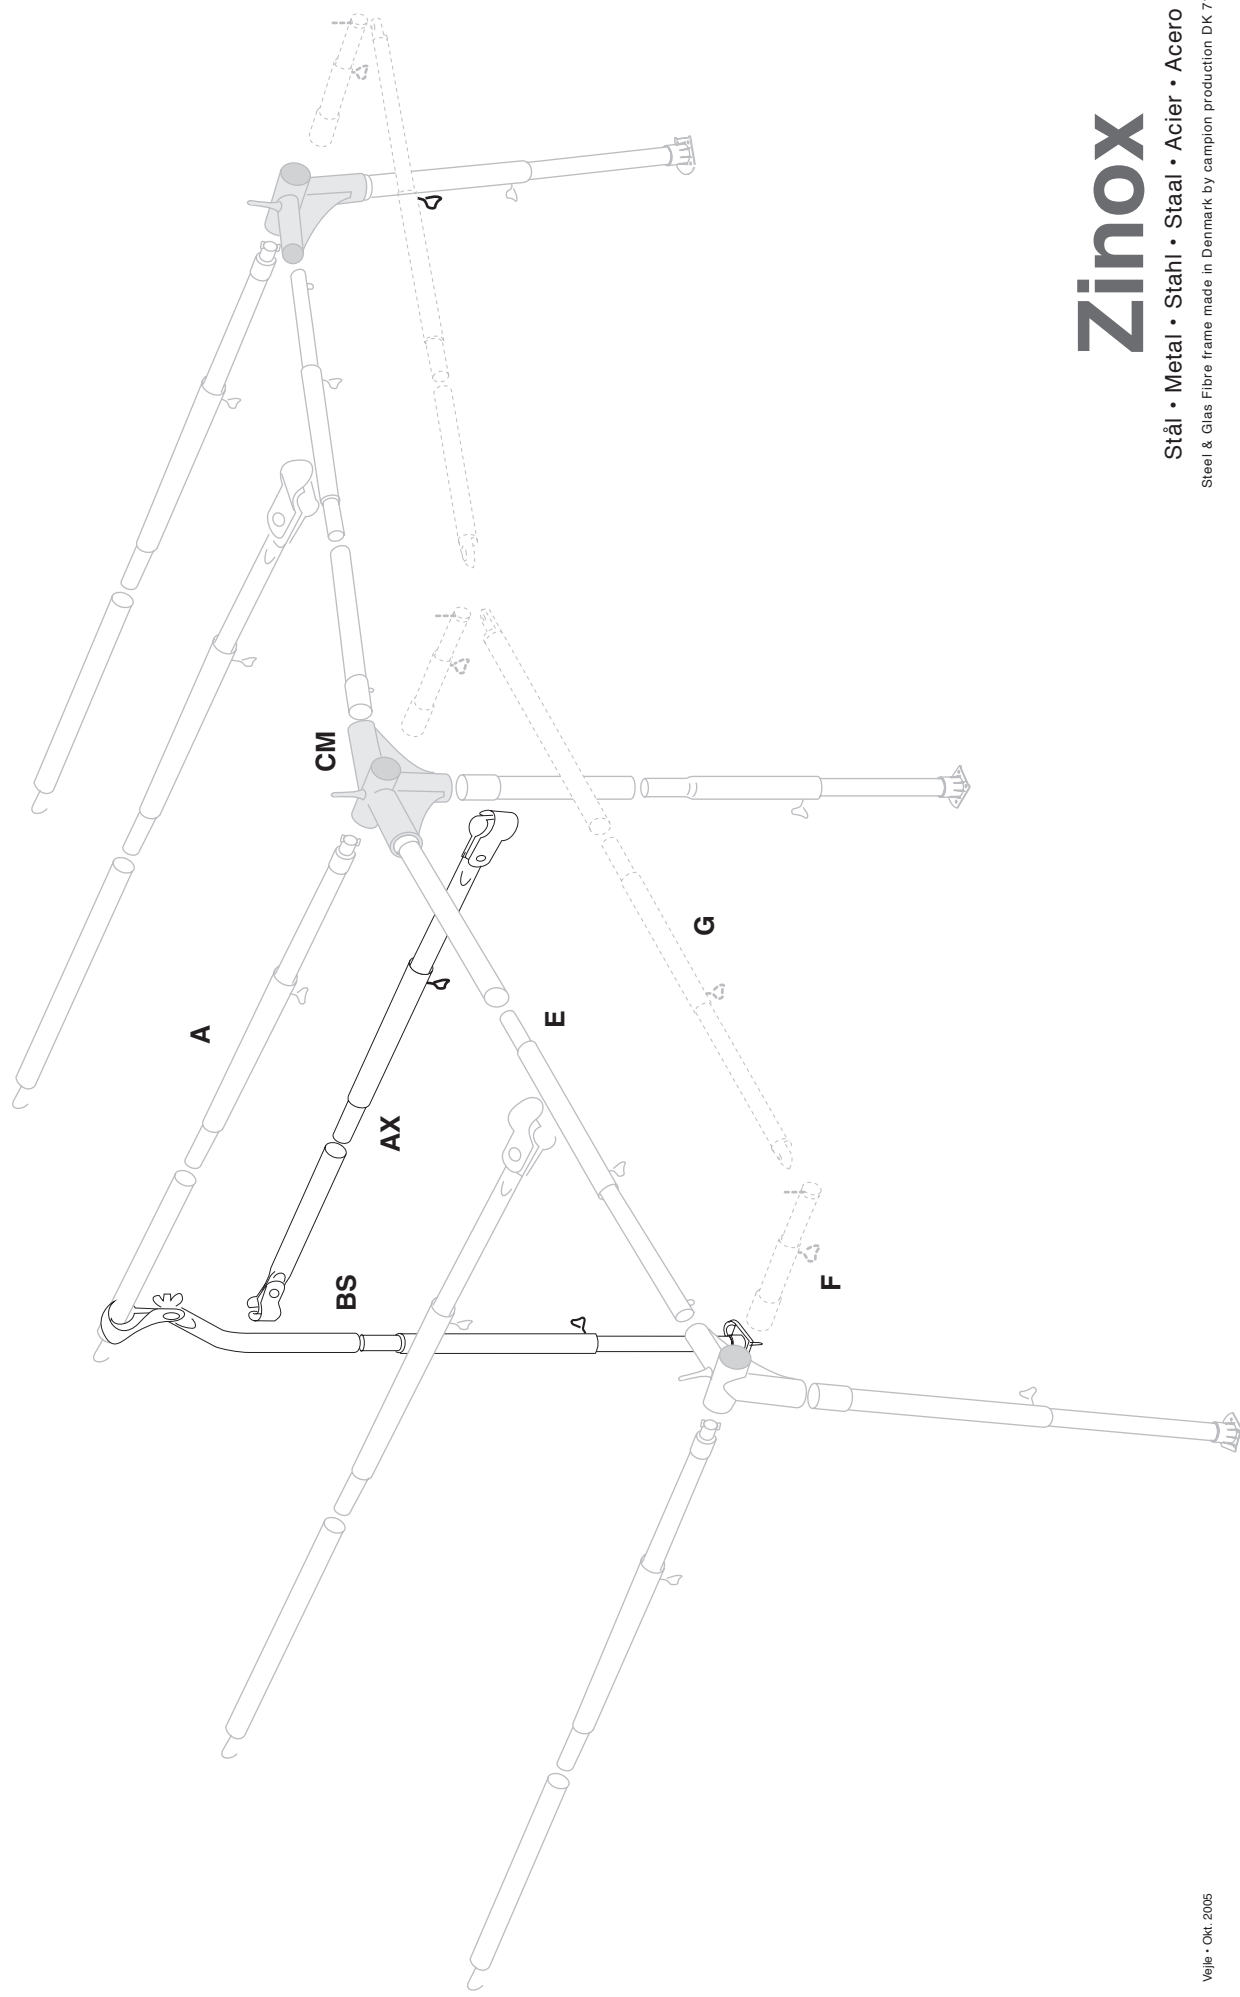 Zinox
Stål • Metal • Stahl • Staal • Acier • Acero
Steel & Glas Fibre frame made in Denmark by campion production DK
CM
A
G
E
AX
BS
F
Vejle • Okt. 2005